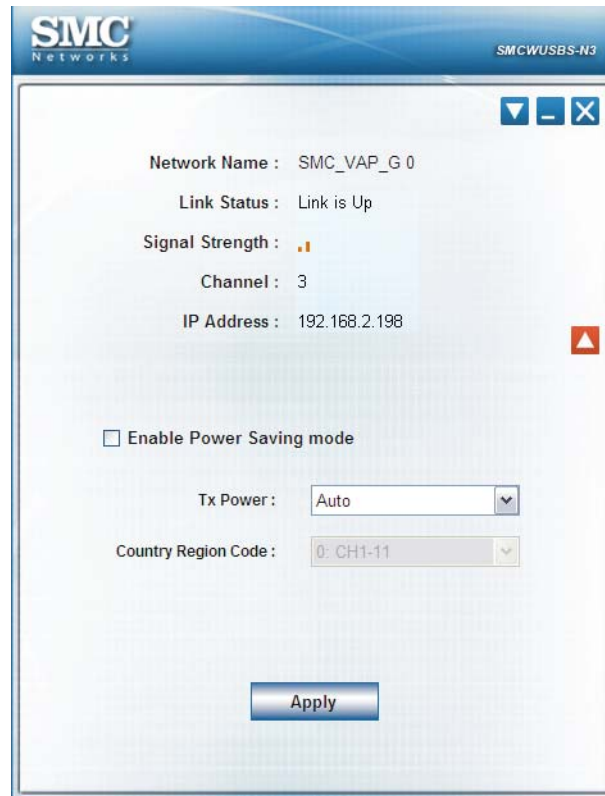 SMC
Networks
SMCWUSBS-N3
Network Name : SMC_VAP_G 0
Link Status : Link is Up
Signal Strength :
Channel : 3
IP Address : 192.168.2.198
Enable Power Saving mode
Tx Power : Auto
Country Region Code : 0: CH1-11
Apply